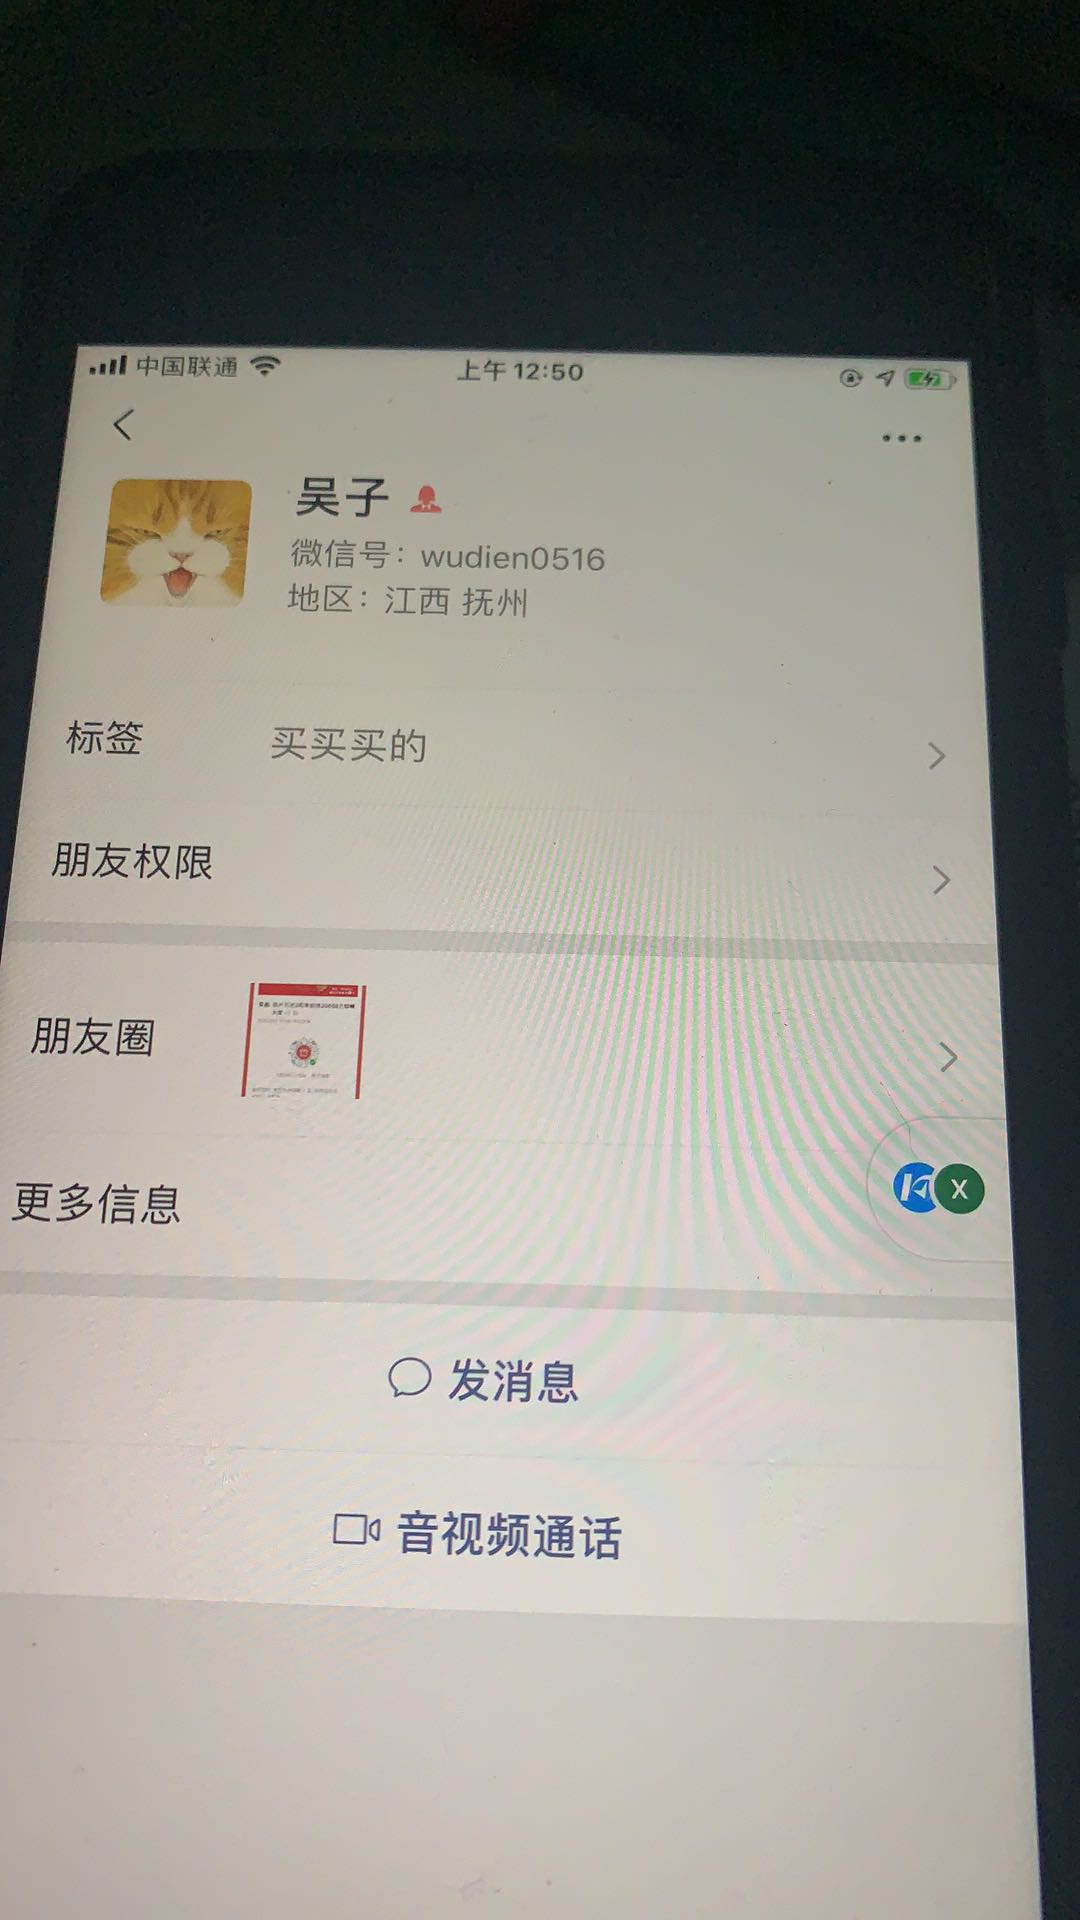 中国联通
上午 12:50
吴子
微信号：wudien0516
地区：江西 抚州
标签 买买买的
朋友权限
朋友圈
更多信息
X
发消息
音视频通话